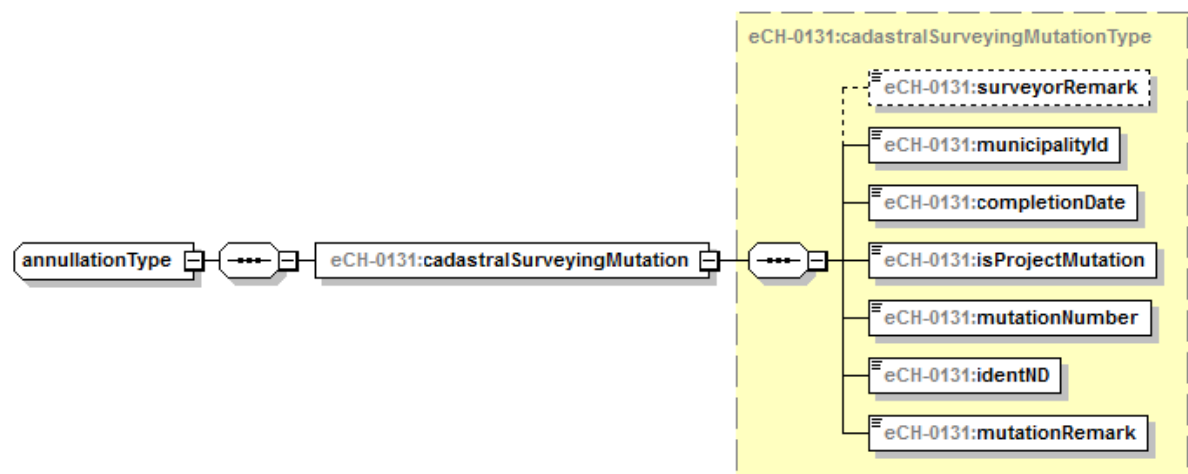 eCH-0131:cadastralSurveyingMutationType
eCH-0131:surveyorRemark
eCH-0131:municipalityId
eCH-0131:completionDate
annullationType
eCH-0131:cadastralSurveyingMutation
eCH-0131:isProjectMutation
eCH-0131:mutationNumber
eCH-0131:identND
eCH-0131:mutationRemark